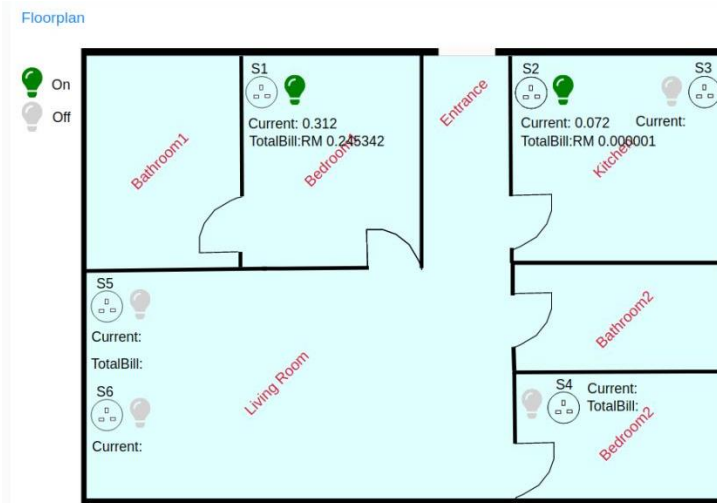 Floorplan
On
Off
S1
Current: 0.312
TotalBill:RM 0.245342
S2
Current: 0.072
TotalBill:RM 0.000001
S3
Current:
Bathroom1
Entrance
Kitchen
S5
Current:
TotalBill:
S6
Current:
Living Room
Bathroom2
S4
Current:
TotalBill:
Bedroom2